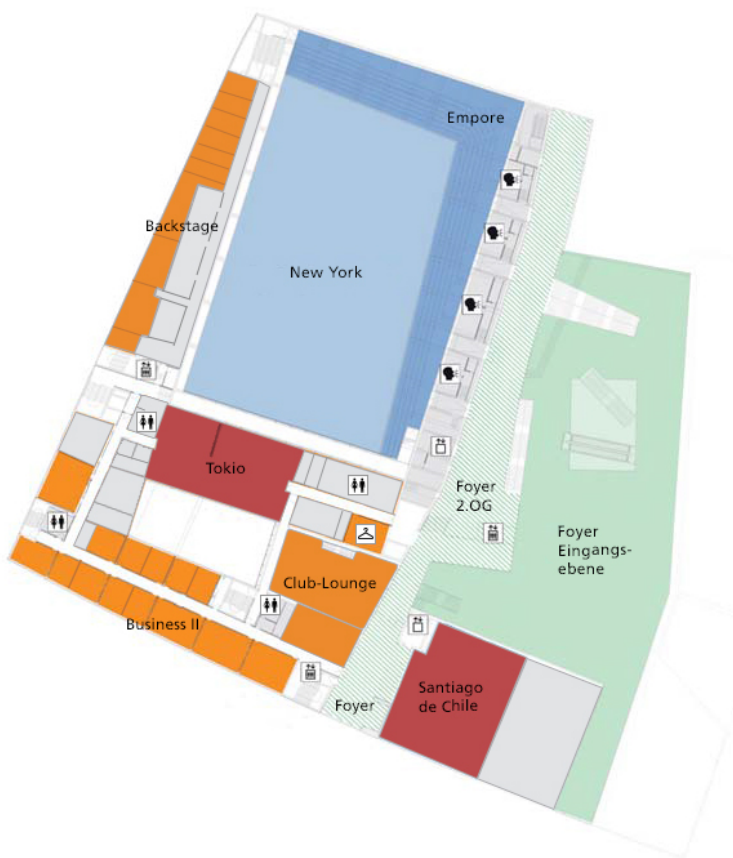 Empore
Backstage
New York
Tokio
Foyer
2.OG
Foyer
Eingangs-
ebene
Club-Lounge
Business II
Santiago
de Chile
Foyer